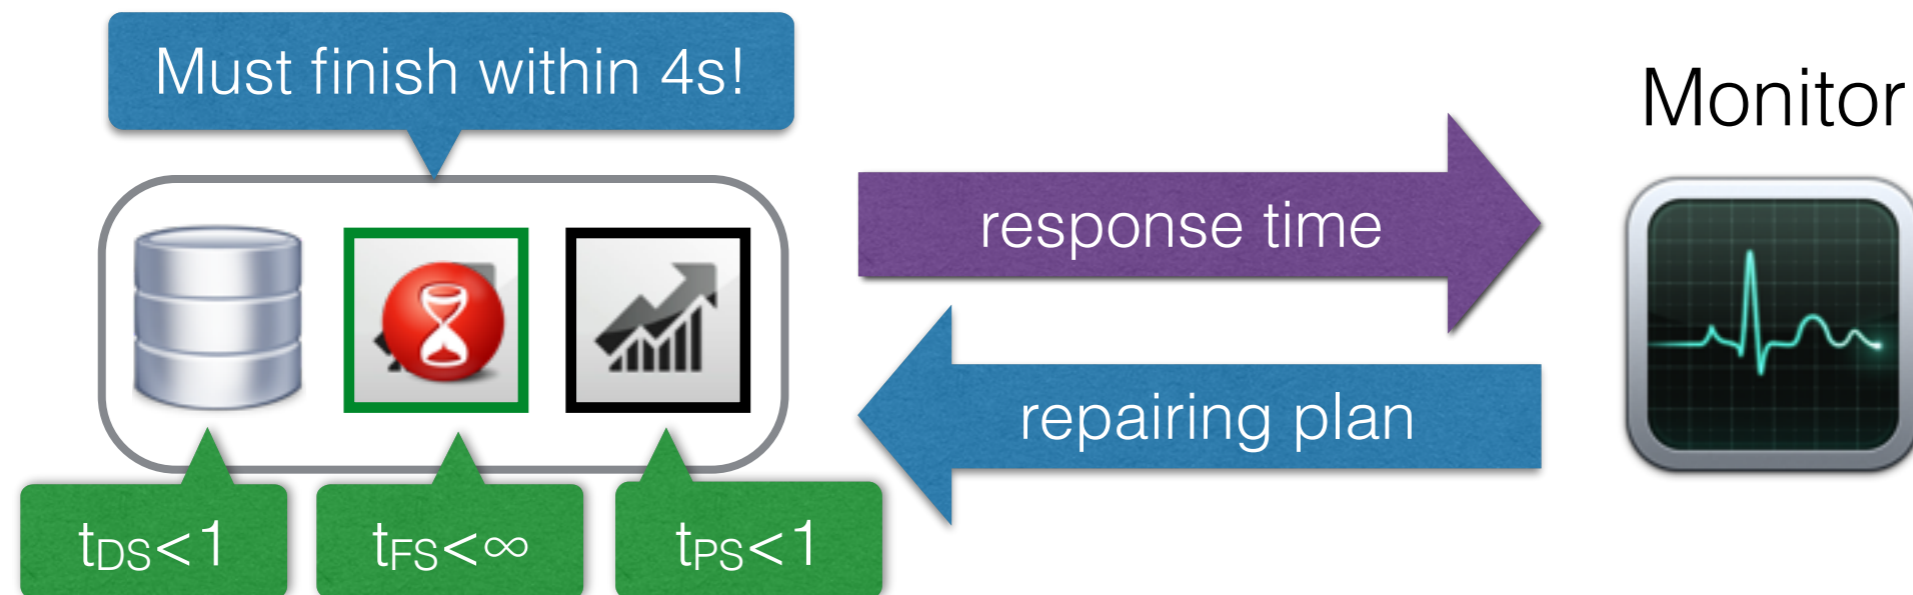 Must finish within 4s!
Monitor
response time
repairing plan
tDS<1
tFS<∞
tPS<1